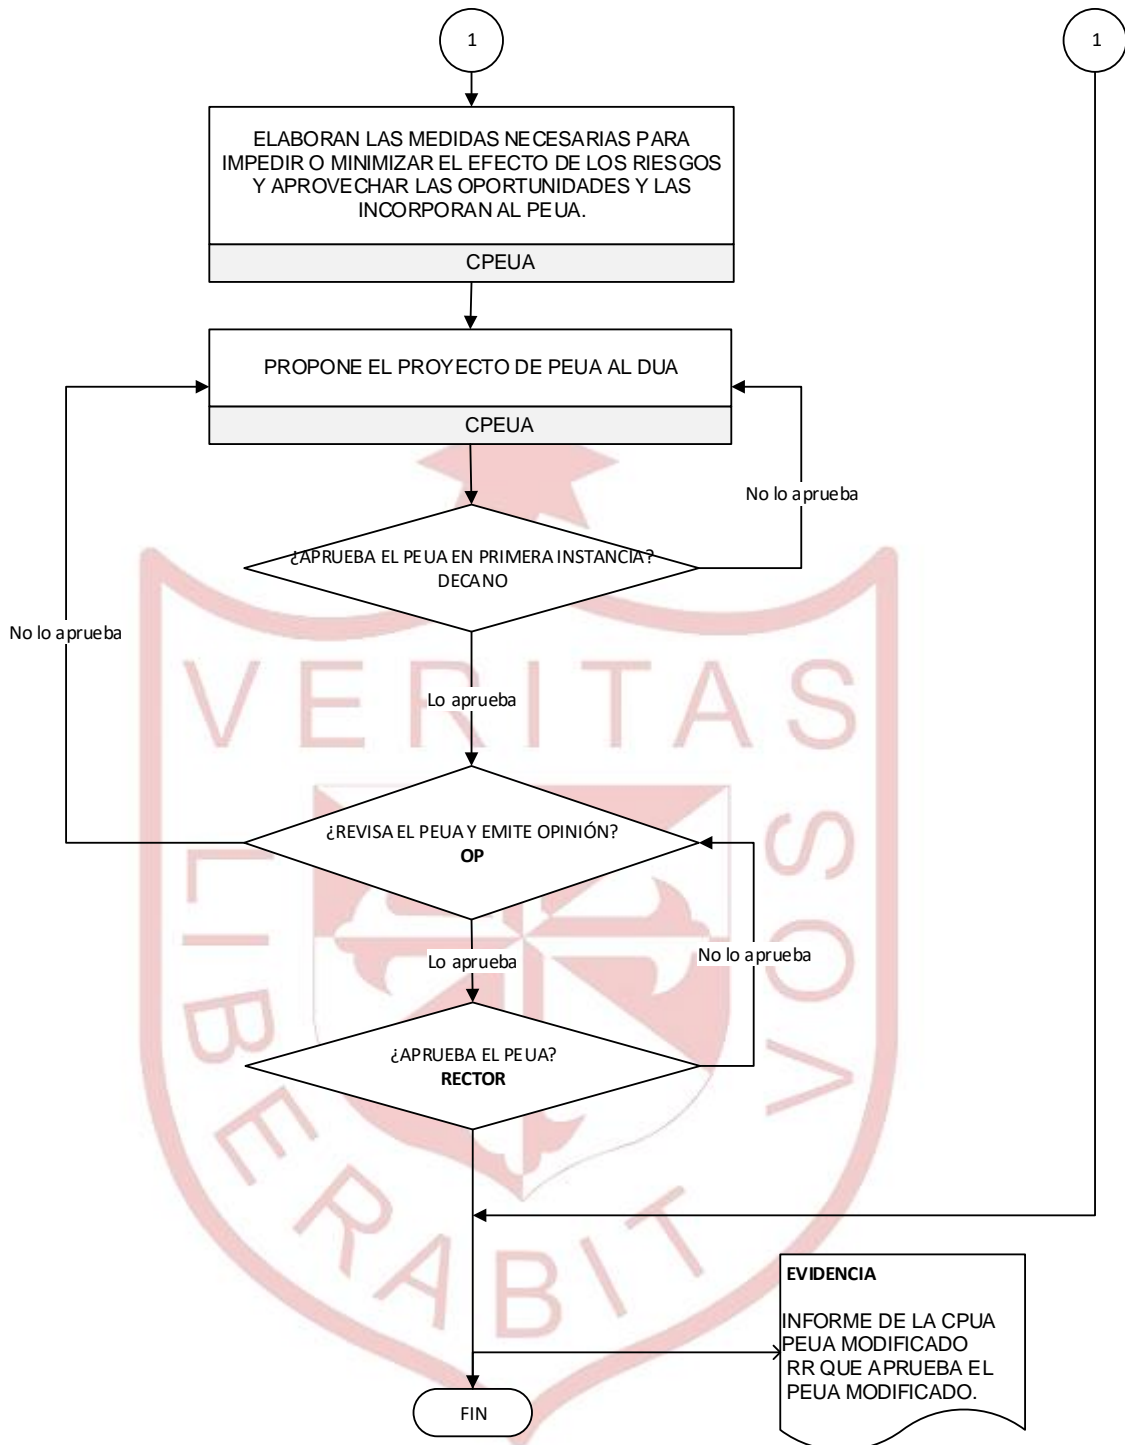 1
1
ELABORAN LAS MEDIDAS NECESARIAS PARA
IMPEDIR O MINIMIZAR EL EFECTO DE LOS RIESGOS
Y APROVECHAR LAS OPORTUNIDADES Y LAS
INCORPORAN AL PEUA.
CPEUA
PROPONE EL PROYECTO DE PEUA AL DUA
CPEUA
No lo aprueba
¿APRUEBA EL PEUA EN PRIMERA INSTANCIA?
DECANO
No lo aprueba
VERITAS
Lo aprueba
¿REVISA EL PEUA Y EMITE OPINIÓN?
OP
Lo aprueba
No lo aprueba
¿APRUEBA EL PEUA?
RECTOR
LIBERABIT VOS
EVIDENCIA
INFORME DE LA CPUA
PEUA MODIFICADO
RR QUE APRUEBA EL
PEUA MODIFICADO.
FIN